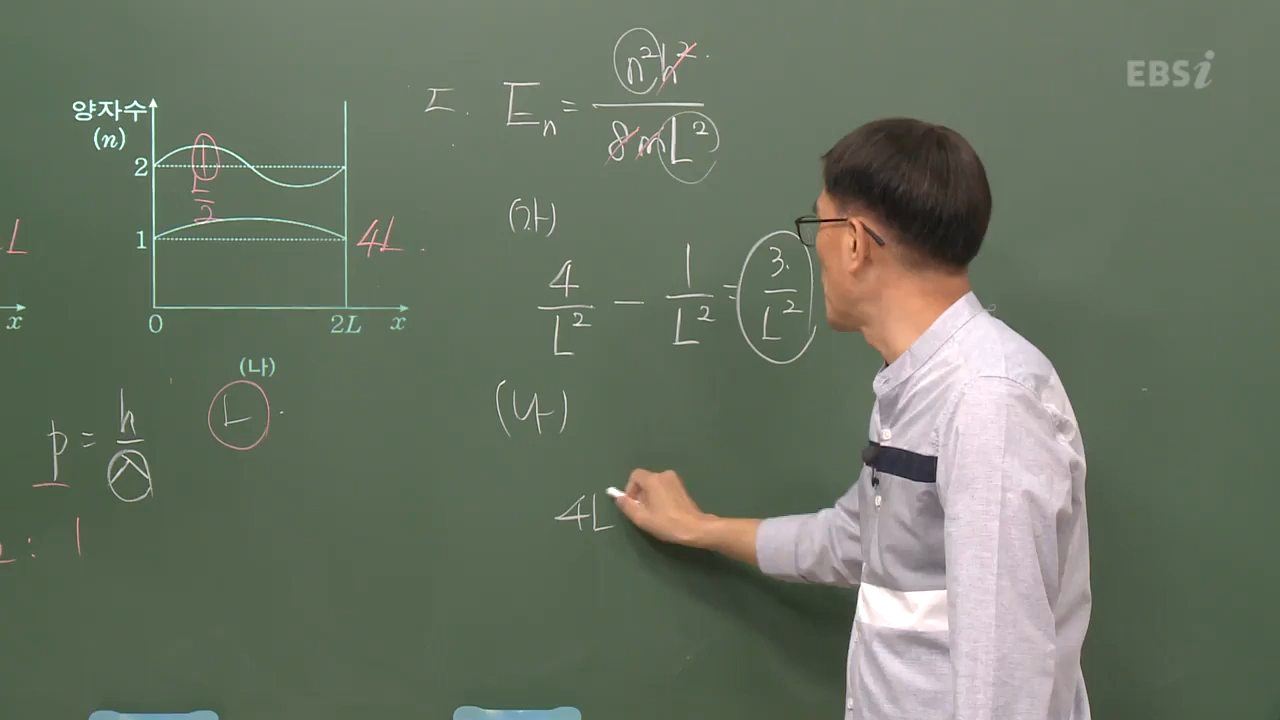 EBSi
양자수
(n)
2
L/2
1
4L
L
x
0
2L
x
(나)
L
p = h/λ
: 1
ㄷ. Eₙ = n²h²/8mL²
(가)
4/L² − 1/L² = 3/L²
(나)
4L